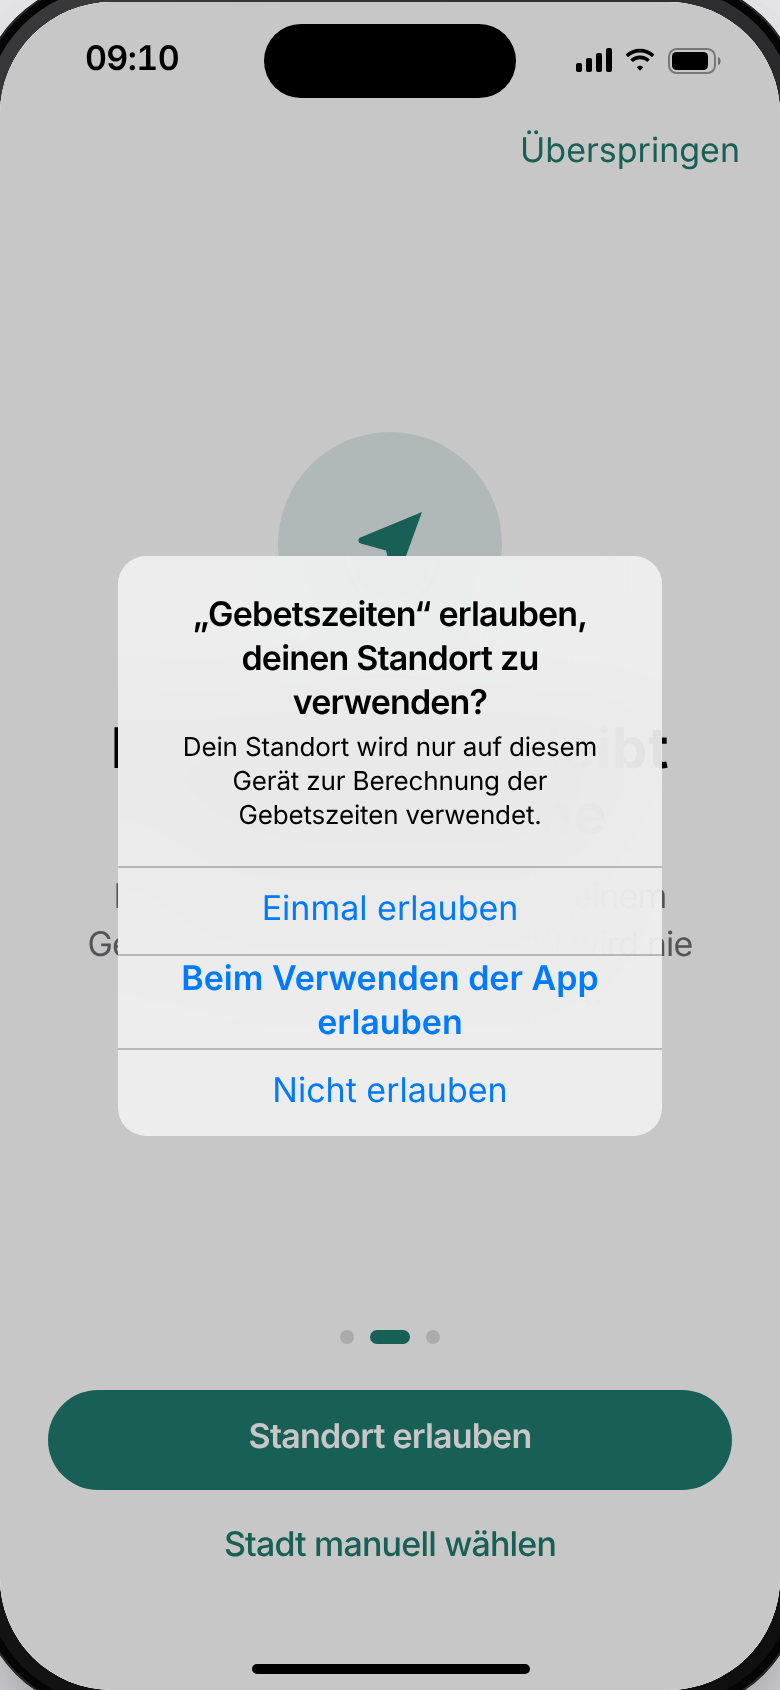 09:10
Überspringen
„Gebetszeiten“ erlauben,
deinen Standort zu
verwenden?
Dein Standort wird nur auf diesem
Gerät zur Berechnung der
Gebetszeiten verwendet.
Einmal erlauben
Beim Verwenden der App
erlauben
Nicht erlauben
Standort erlauben
Stadt manuell wählen